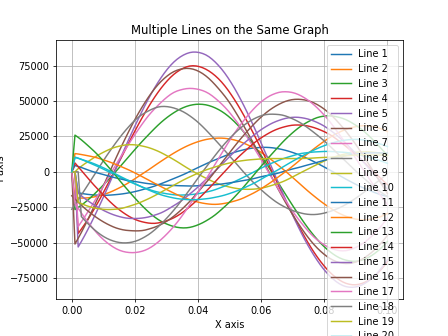 Multiple Lines on the Same Graph
75000
50000
25000
0
−25000
−50000
−75000
0.00
0.02
0.04
0.06
X axis
Line 1
Line 2
Line 3
Line 4
Line 5
Line 6
Line 7
Line 8
Line 9
Line 10
Line 11
Line 12
Line 13
Line 14
Line 15
Line 16
Line 17
Line 18
Line 19
Line 20